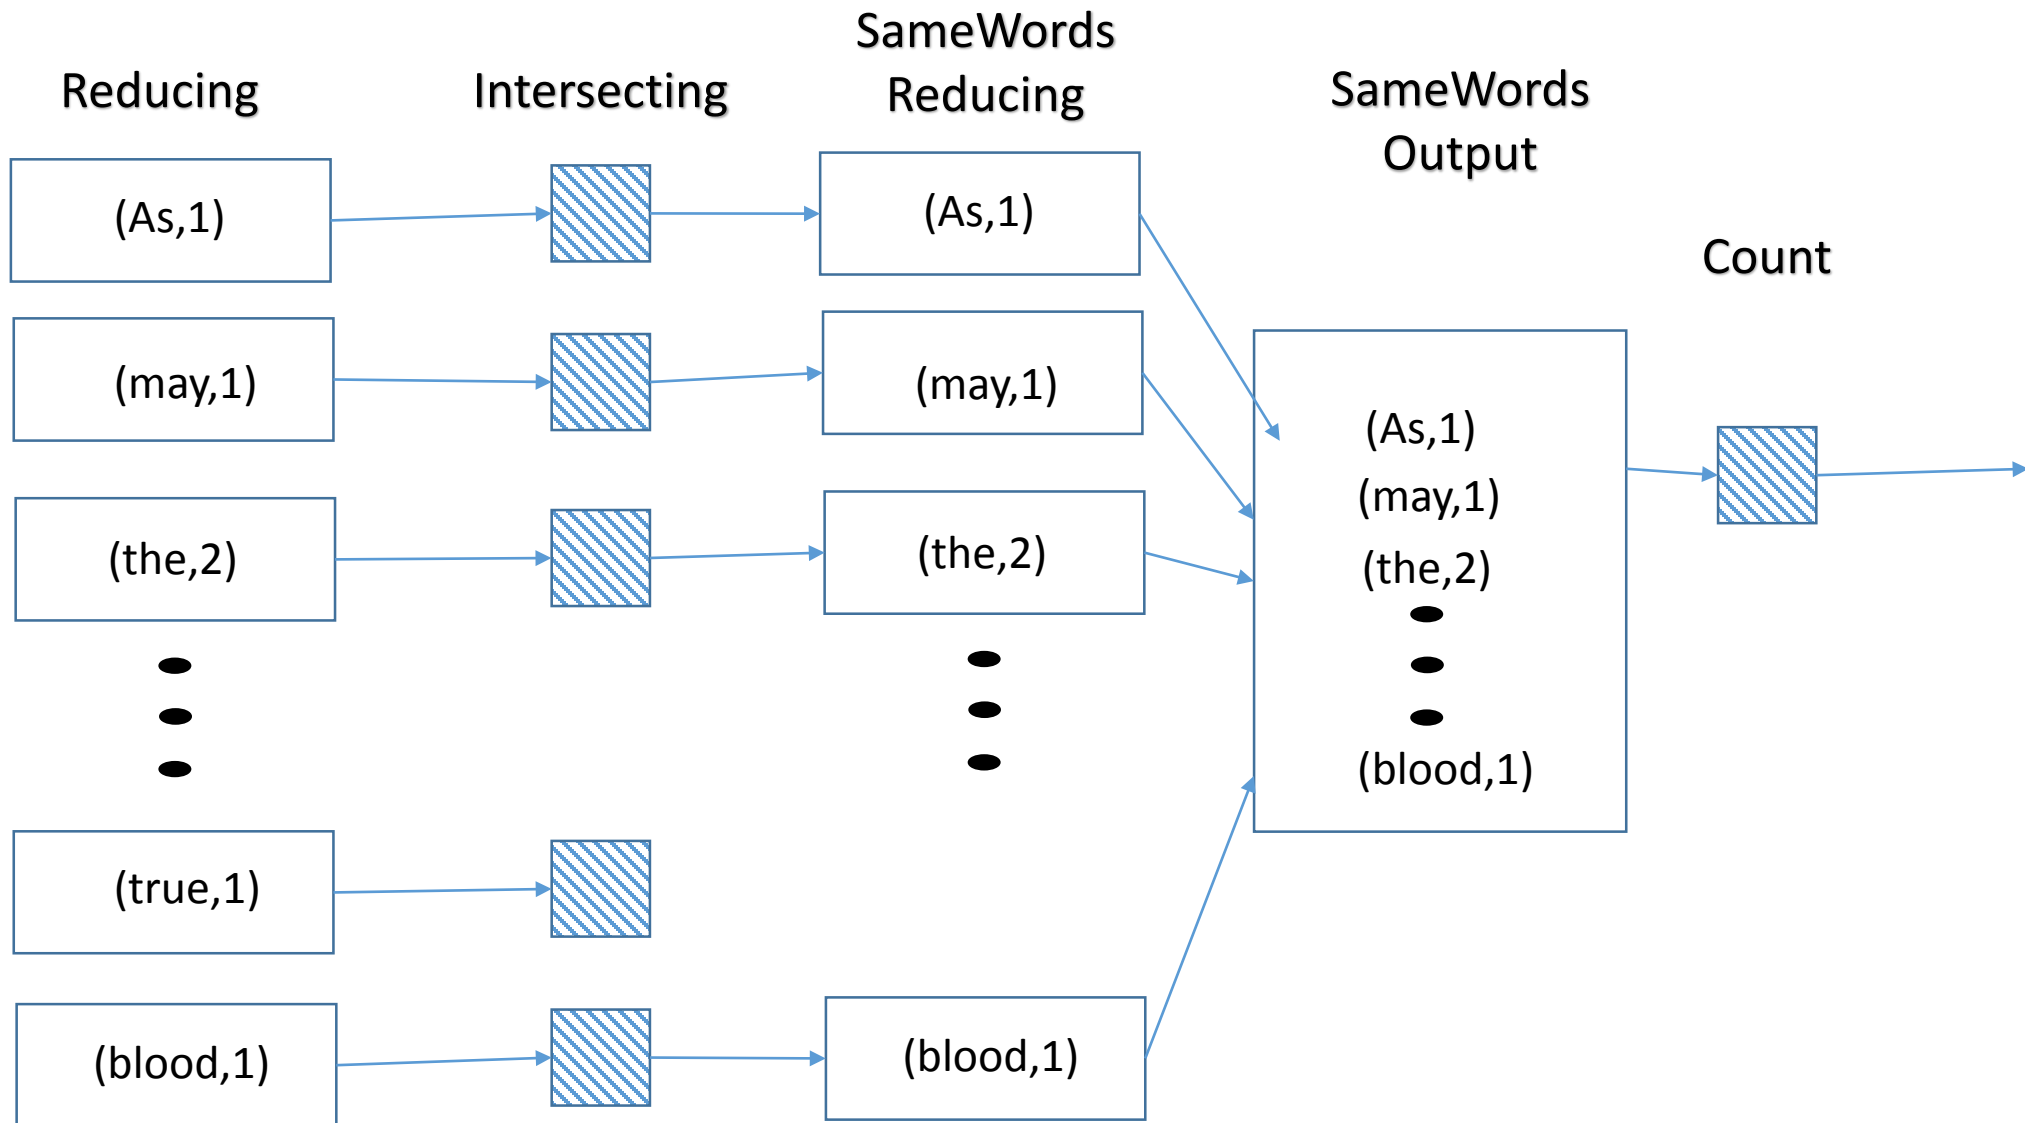 Reducing
Intersecting
SameWords
Reducing
SameWords
Output
Count
(As,1)
(may,1)
(the,2)
(true,1)
(blood,1)
(As,1)
(may,1)
(the,2)
(blood,1)
(As,1)
(may,1)
(the,2)
(blood,1)